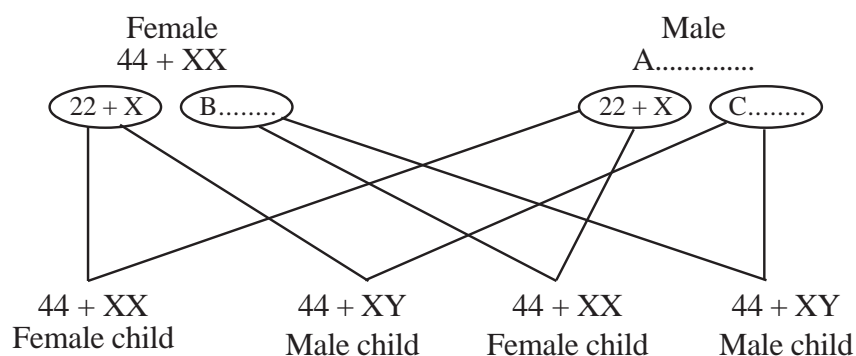 Female Male
44 + XX A..............
22 + X B........ 22 + X C........
44 + XX 44 + XY 44 + XX 44 + XY
Female child Male child Female child Male child